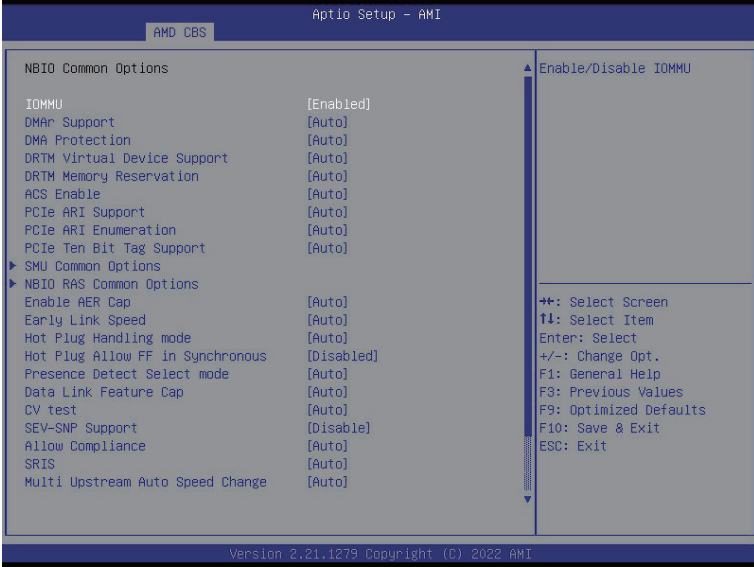 Aptio Setup - AMI
AMD CBS
NBIO Common Options
Enable/Disable IOMMU
IOMMU [Enabled]
DMAr Support [Auto]
DMA Protection [Auto]
DRTM Virtual Device Support [Auto]
DRTM Memory Reservation [Auto]
ACS Enable [Auto]
PCIe ARI Support [Auto]
PCIe ARI Enumeration [Auto]
PCIe Ten Bit Tag Support [Auto]
SMU Common Options
NBIO RAS Common Options
Enable AER Cap [Auto]
Early Link Speed [Auto]
Hot Plug Handling mode [Auto]
Hot Plug Allow FF in Synchronous [Disabled]
Presence Detect Select mode [Auto]
Data Link Feature Cap [Auto]
CV test [Auto]
SEV-SNP Support [Disable]
Allow Compliance [Auto]
SRIS [Auto]
Multi Upstream Auto Speed Change [Auto]
→←: Select Screen
↑↓: Select Item
Enter: Select
+/-: Change Opt.
F1: General Help
F3: Previous Values
F9: Optimized Defaults
F10: Save & Exit
ESC: Exit
Version 2.21.1279 Copyright (C) 2022 AMI